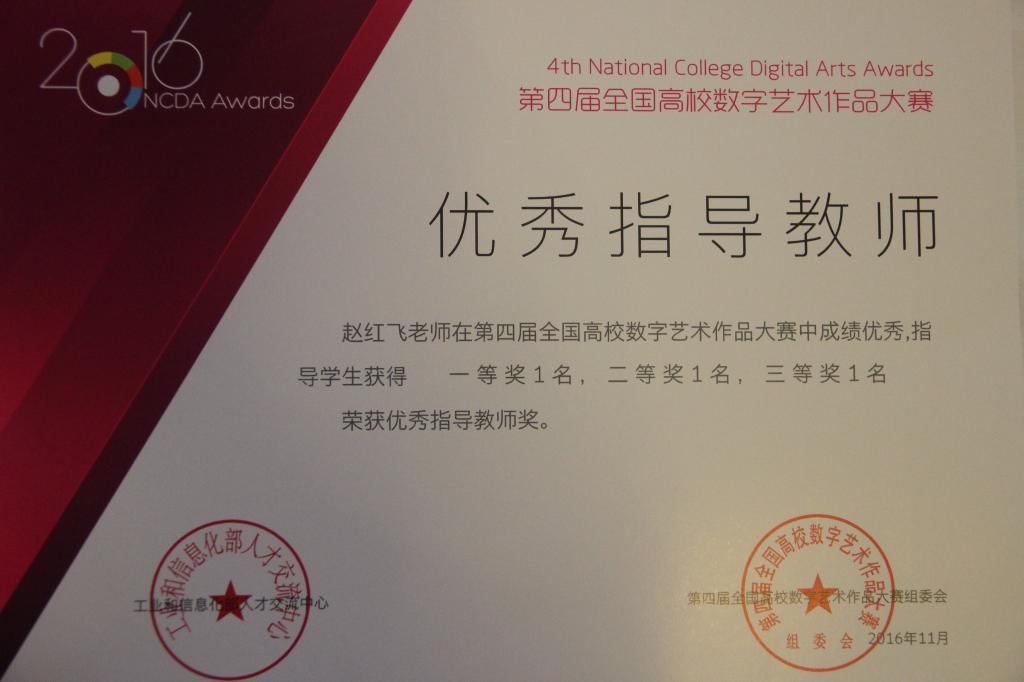 2016
NCDA Awards
4th National College Digital Arts Awards
第四届全国高校数字艺术作品大赛
优秀指导教师
赵红飞老师在第四届全国高校数字艺术作品大赛中成绩优秀,指
导学生获得 一等奖1名，二等奖1名，三等奖1名
荣获优秀指导教师奖。
工业和信息化部人才交流中心
工业和信息化部人才交流中心
第四届全国高校数字艺术作品大赛
组委会
第四届全国高校数字艺术作品大赛组委会
2016年11月